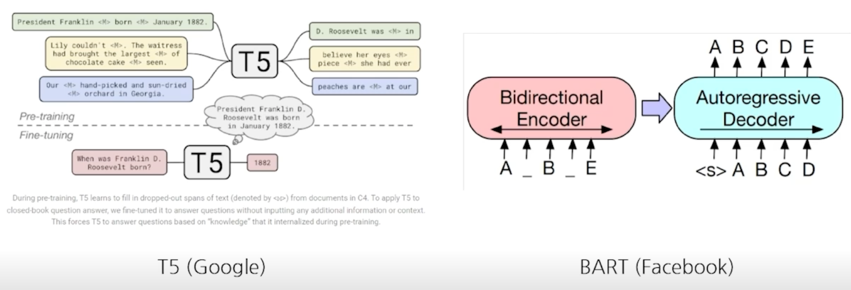 President Franklin <M> born <M> January 1882.
Lily couldn't <M>. The waitress
had brought the largest <M> of
chocolate cake <M> seen.
Our <M> hand-picked and sun-dried
<M> orchard in Georgia.
T5
D. Roosevelt was <M> in
believe her eyes <M>
piece <M> she had ever
peaches are <M> at our
President Franklin D.
Roosevelt was born
in January 1882.
Pre-training
Fine-tuning
When was Franklin D.
Roosevelt born?
T5
1882
During pre-training, T5 learns to fill in dropped-out spans of text (denoted by <s>) from documents in C4. To apply T5 to
closed-book question answer, we fine-tuned it to answer questions without inputting any additional information or context.
This forces T5 to answer questions based on "knowledge" that it internalized during pre-training.
T5 (Google)
A B C D E
Bidirectional
Encoder
Autoregressive
Decoder
A _ B _ E
<s> A B C D
BART (Facebook)